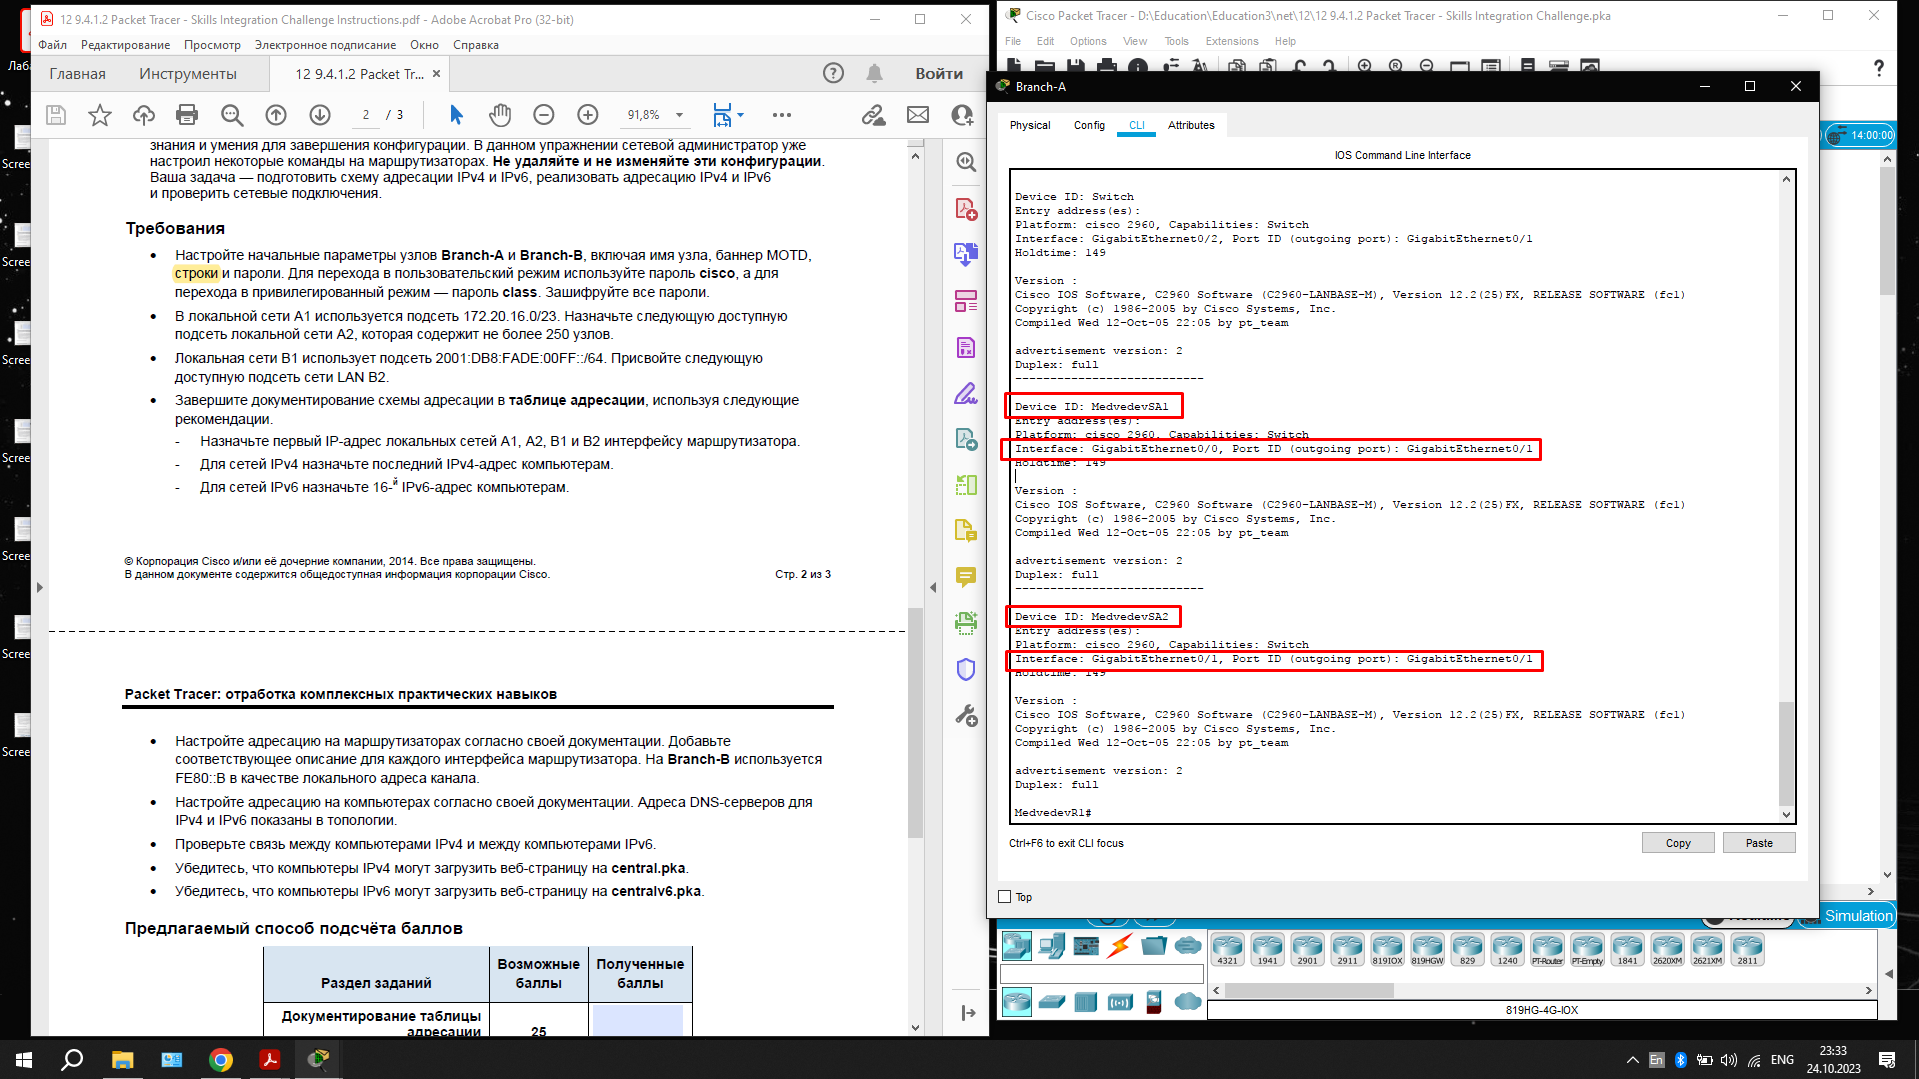 12 9.4.1.2 Packet Tracer - Skills Integration Challenge Instructions.pdf - Adobe Acrobat Pro (32-bit)
Файл Редактирование Просмотр Электронное подписание Окно Справка
Главная Инструменты 12 9.4.1.2 Packet Tr... × Войти
2 / 3 91,8%
знания и умения для завершения конфигурации. В данном упражнении сетевой администратор уже
настроил некоторые команды на маршрутизаторах. Не удаляйте и не изменяйте эти конфигурации.
Ваша задача — подготовить схему адресации IPv4 и IPv6, реализовать адресацию IPv4 и IPv6
и проверить сетевые подключения.
Требования
• Настройте начальные параметры узлов Branch-A и Branch-B, включая имя узла, баннер MOTD,
строки и пароли. Для перехода в пользовательский режим используйте пароль cisco, а для
перехода в привилегированный режим — пароль class. Зашифруйте все пароли.
• В локальной сети A1 используется подсеть 172.20.16.0/23. Назначьте следующую доступную
подсеть локальной сети A2, которая содержит не более 250 узлов.
• Локальная сети B1 использует подсеть 2001:DB8:FADE:00FF::/64. Присвойте следующую
доступную подсеть сети LAN B2.
• Завершите документирование схемы адресации в таблице адресации, используя следующие
рекомендации.
- Назначьте первый IP-адрес локальных сетей A1, A2, B1 и B2 интерфейсу маршрутизатора.
- Для сетей IPv4 назначьте последний IPv4-адрес компьютерам.
- Для сетей IPv6 назначьте 16-й IPv6-адрес компьютерам.
© Корпорация Cisco и/или её дочерние компании, 2014. Все права защищены.
В данном документе содержится общедоступная информация корпорации Cisco. Стр. 2 из 3
Packet Tracer: отработка комплексных практических навыков
• Настройте адресацию на маршрутизаторах согласно своей документации. Добавьте
соответствующее описание для каждого интерфейса маршрутизатора. На Branch-B используется
FE80::B в качестве локального адреса канала.
• Настройте адресацию на компьютерах согласно своей документации. Адреса DNS-серверов для
IPv4 и IPv6 показаны в топологии.
• Проверьте связь между компьютерами IPv4 и между компьютерами IPv6.
• Убедитесь, что компьютеры IPv4 могут загрузить веб-страницу на central.pka.
• Убедитесь, что компьютеры IPv6 могут загрузить веб-страницу на centralv6.pka.
Предлагаемый способ подсчёта баллов
Раздел заданий Возможные баллы Полученные баллы
Документирование таблицы адресации 25
Cisco Packet Tracer - D:\Education\Education3\net\12\12 9.4.1.2 Packet Tracer - Skills Integration Challenge.pka
File Edit Options View Tools Extensions Help
14:00:00
Branch-A
Physical Config CLI Attributes
IOS Command Line Interface
Device ID: Switch
Entry address(es):
Platform: cisco 2960, Capabilities: Switch
Interface: GigabitEthernet0/2, Port ID (outgoing port): GigabitEthernet0/1
Holdtime: 149
Version :
Cisco IOS Software, C2960 Software (C2960-LANBASE-M), Version 12.2(25)FX, RELEASE SOFTWARE (fc1)
Copyright (c) 1986-2005 by Cisco Systems, Inc.
Compiled Wed 12-Oct-05 22:05 by pt_team
advertisement version: 2
Duplex: full
---------------------------
Device ID: MedvedevSA1
Entry address(es):
Platform: cisco 2960, Capabilities: Switch
Interface: GigabitEthernet0/0, Port ID (outgoing port): GigabitEthernet0/1
Holdtime: 149
Version :
Cisco IOS Software, C2960 Software (C2960-LANBASE-M), Version 12.2(25)FX, RELEASE SOFTWARE (fc1)
Copyright (c) 1986-2005 by Cisco Systems, Inc.
Compiled Wed 12-Oct-05 22:05 by pt_team
advertisement version: 2
Duplex: full
---------------------------
Device ID: MedvedevSA2
Entry address(es):
Platform: cisco 2960, Capabilities: Switch
Interface: GigabitEthernet0/1, Port ID (outgoing port): GigabitEthernet0/1
Holdtime: 149
Version :
Cisco IOS Software, C2960 Software (C2960-LANBASE-M), Version 12.2(25)FX, RELEASE SOFTWARE (fc1)
Copyright (c) 1986-2005 by Cisco Systems, Inc.
Compiled Wed 12-Oct-05 22:05 by pt_team
advertisement version: 2
Duplex: full
MedvedevR1#
Ctrl+F6 to exit CLI focus Copy Paste
Top
Simulation
4321 1941 2901 2911 819IOX 819HGW 829 1240 PT-Router PT-Empty 1841 2620XM 2621XM 2811
819HG-4G-IOX
Лаба
Scree
Scree
Scree
Scree
Scree
Scree
Scree
En ENG 23:33
24.10.2023